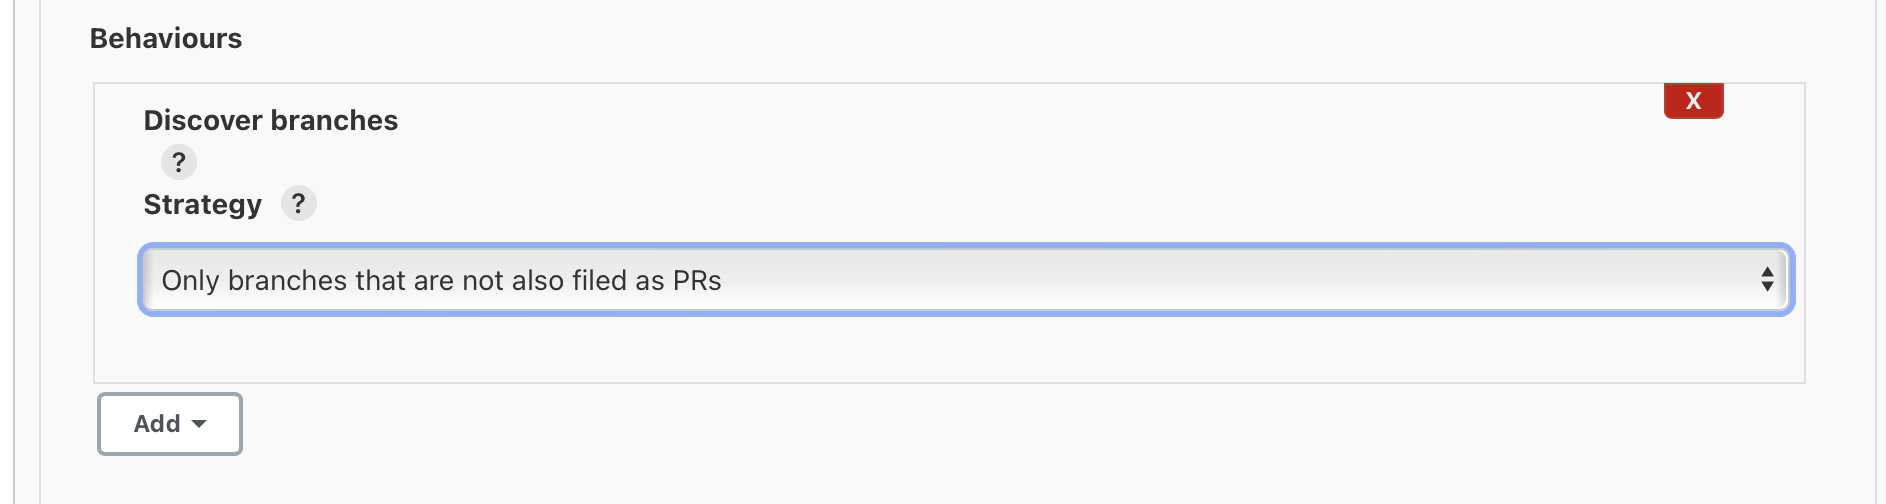 Behaviours
X
Discover branches
?
Strategy ?
Only branches that are not also filed as PRs
Add